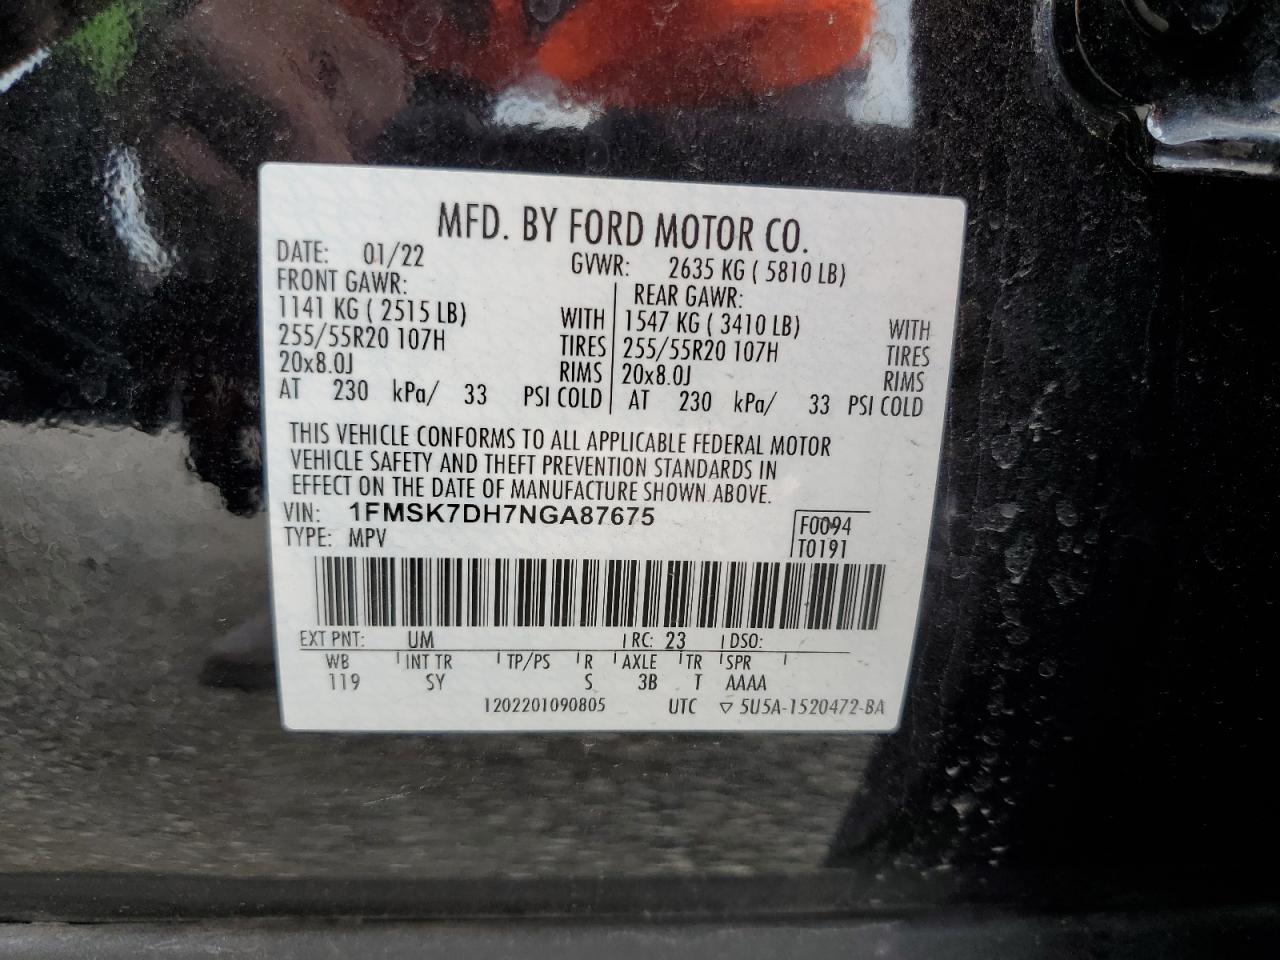 MFD. BY FORD MOTOR CO.
DATE: 01/22 GVWR: 2635 KG ( 5810 LB)
FRONT GAWR: REAR GAWR:
1141 KG ( 2515 LB) WITH 1547 KG ( 3410 LB) WITH
255/55R20 107H TIRES 255/55R20 107H TIRES
20x8.0J RIMS 20x8.0J RIMS
AT 230 kPa/ 33 PSI COLD AT 230 kPa/ 33 PSI COLD
THIS VEHICLE CONFORMS TO ALL APPLICABLE FEDERAL MOTOR
VEHICLE SAFETY AND THEFT PREVENTION STANDARDS IN
EFFECT ON THE DATE OF MANUFACTURE SHOWN ABOVE.
VIN: 1FMSK7DH7NGA87675 F0094
TYPE: MPV T0191
EXT PNT: UM RC: 23 DSO:
WB INT TR TP/PS R AXLE TR SPR
119 SY S 3B T AAAA
1202201090805 UTC ▽ 5U5A-1520472-BA